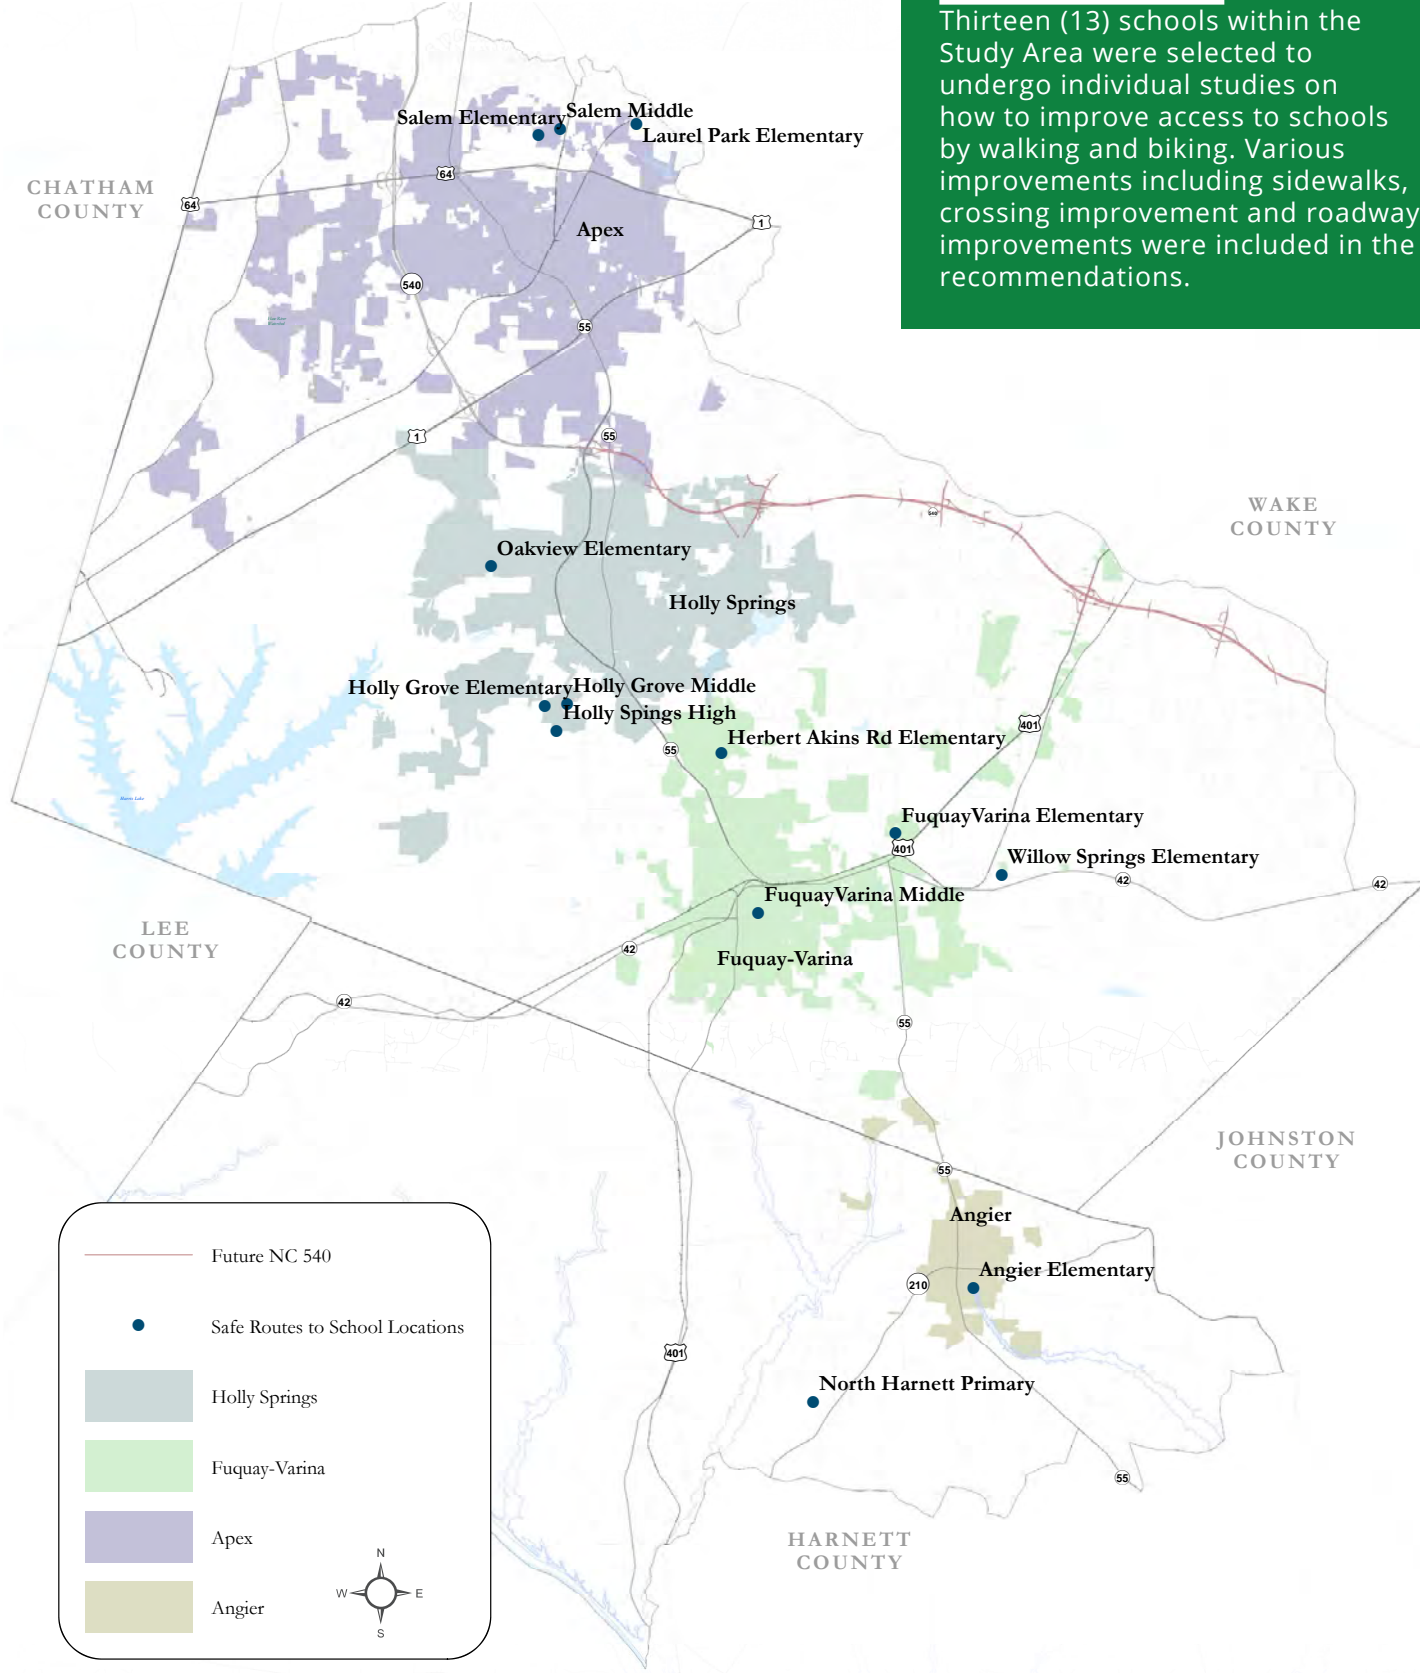 Thirteen (13) schools within the
Study Area were selected to
undergo individual studies on
how to improve access to schools
by walking and biking. Various
improvements including sidewalks,
crossing improvement and roadway
improvements were included in the
recommendations.
Salem Elementary
Salem Middle
Laurel Park Elementary
CHATHAM
COUNTY
64
64
1
Apex
540
55
1
55
WAKE
COUNTY
540
Oakview Elementary
Holly Springs
Holly Grove Elementary
Holly Grove Middle
Holly Spings High
401
55
Herbert Akins Rd Elementary
Harris Lake
FuquayVarina Elementary
401
Willow Springs Elementary
42
42
FuquayVarina Middle
LEE
COUNTY
42
Fuquay-Varina
42
55
JOHNSTON
COUNTY
55
Angier
Angier Elementary
210
401
North Harnett Primary
55
HARNETT
COUNTY
Future NC 540
Safe Routes to School Locations
Holly Springs
Fuquay-Varina
Apex
Angier
N
W
E
S